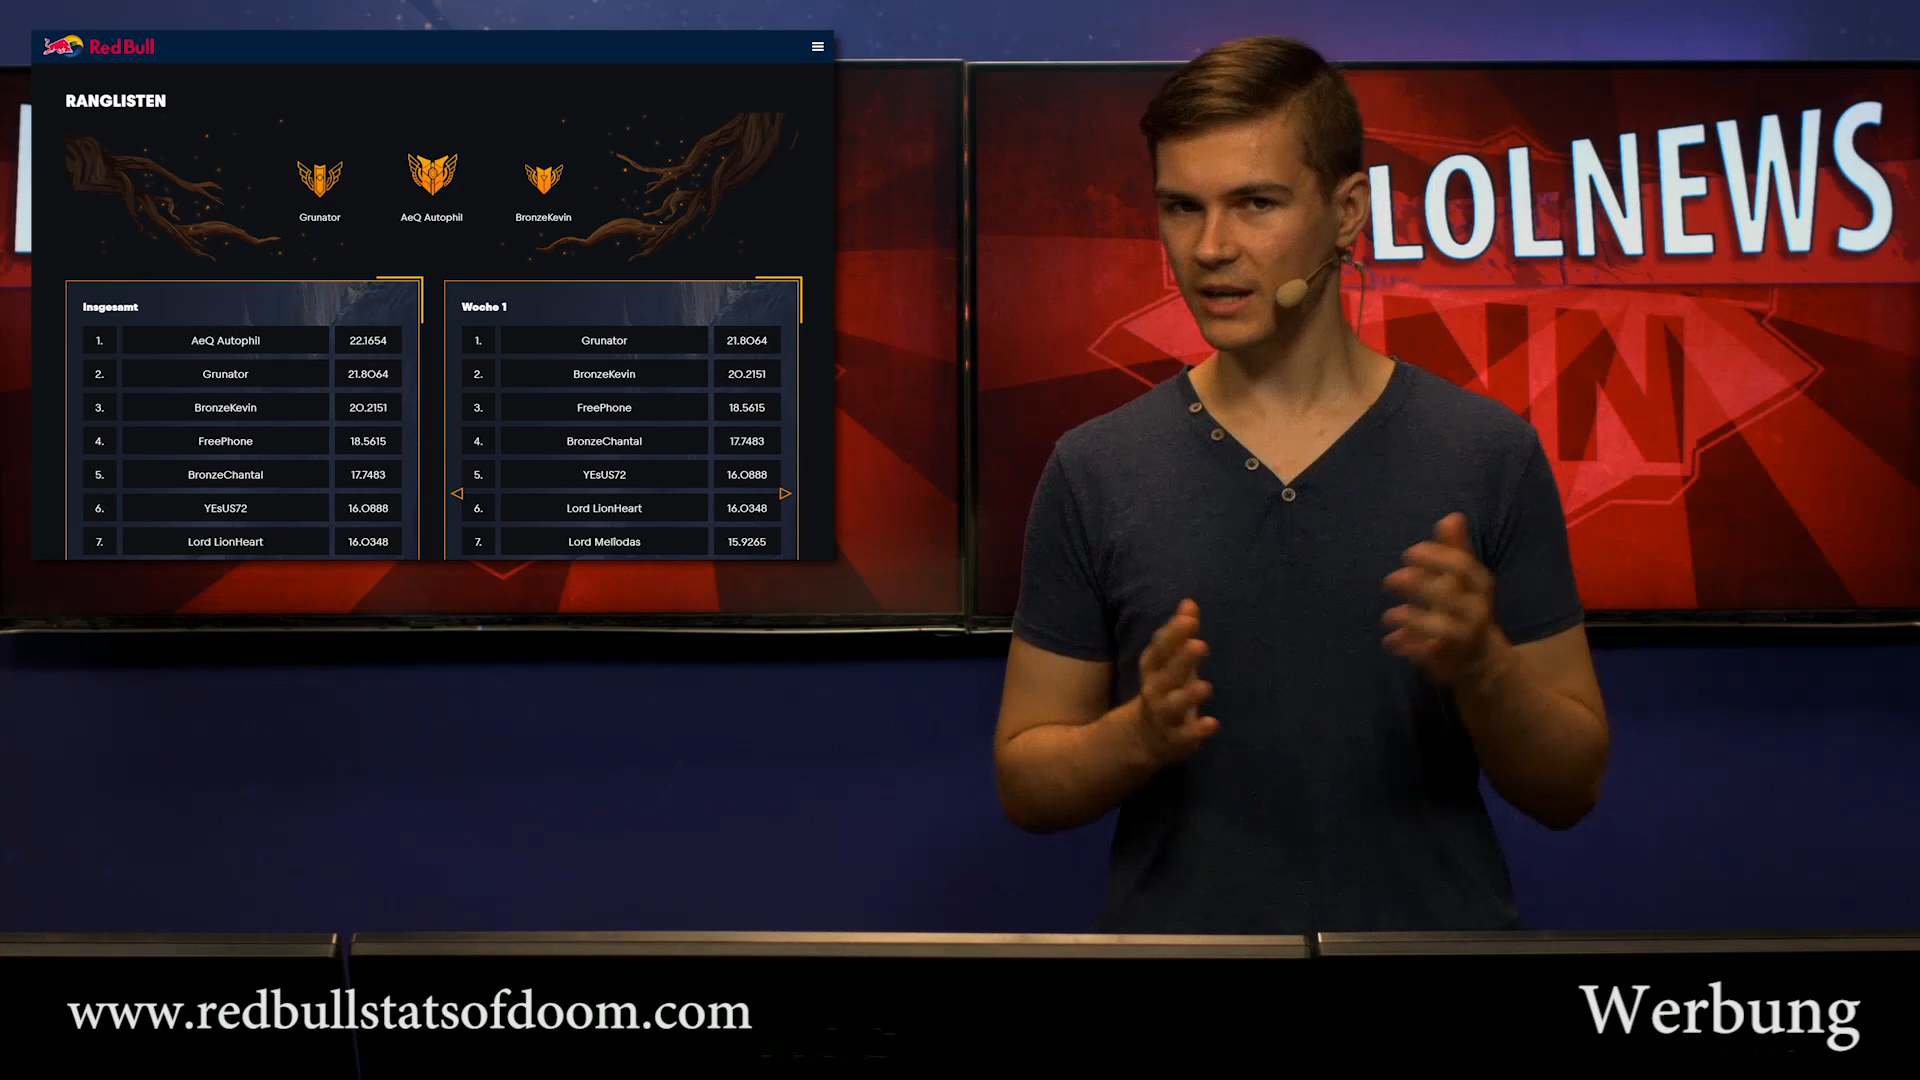 Red Bull
RANGLISTEN
Grunator
AeQ Autophil
BronzeKevin
Insgesamt
1. AeQ Autophil 22.1654
2. Grunator 21.8064
3. BronzeKevin 20.2151
4. FreePhone 18.5615
5. BronzeChantal 17.7483
6. YEsUS72 16.0888
7. Lord LionHeart 16.0348
Woche 1
1. Grunator 21.8064
2. BronzeKevin 20.2151
3. FreePhone 18.5615
4. BronzeChantal 17.7483
5. YEsUS72 16.0888
6. Lord LionHeart 16.0348
7. Lord Meliodas 15.9265
LOLNEWS
NN
www.redbullstatsofdoom.com
Werbung